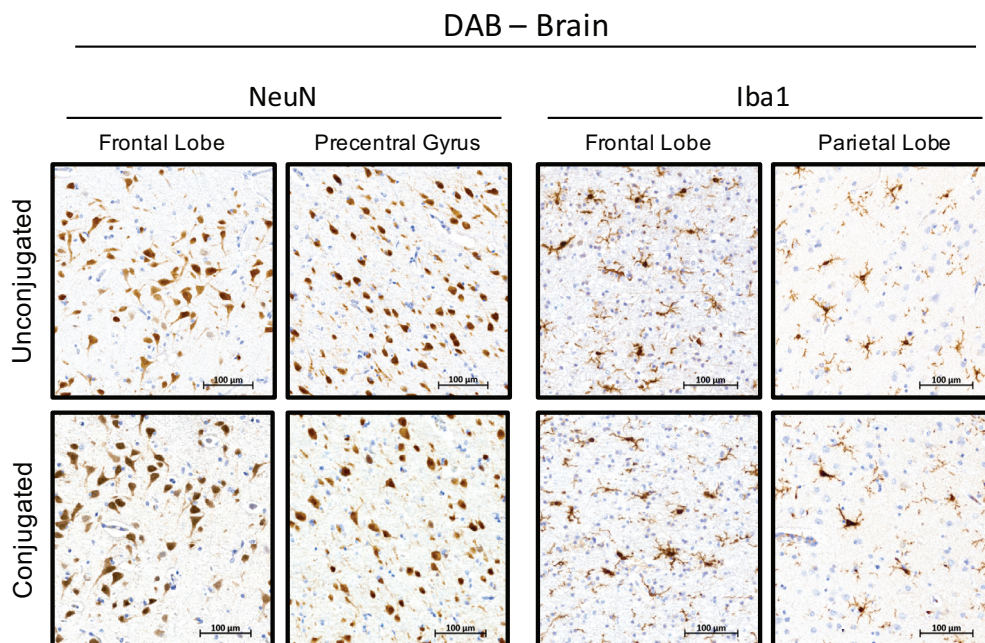 DAB – Brain
NeuN
Iba1
Frontal Lobe
Precentral Gyrus
Frontal Lobe
Parietal Lobe
Unconjugated
100 µm
100 µm
100 µm
100 µm
Conjugated
100 µm
100 µm
100 µm
100 µm